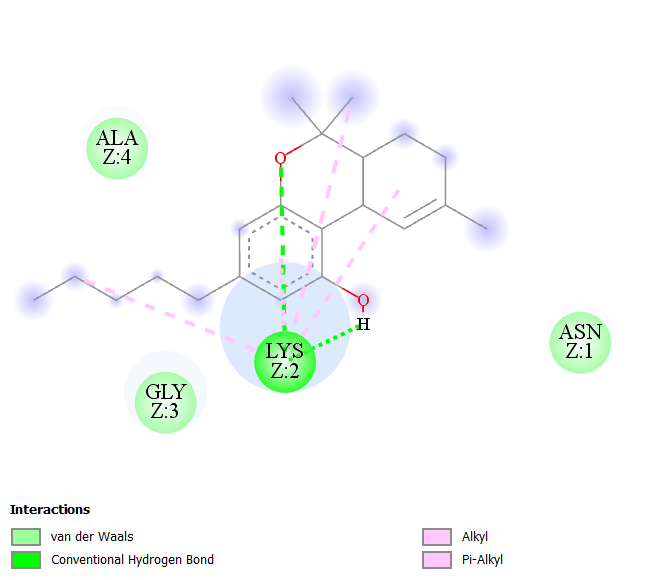 ALA
Z:4
O
O
H
ASN
Z:1
LYS
Z:2
GLY
Z:3
Interactions
van der Waals
Conventional Hydrogen Bond
Alkyl
Pi-Alkyl